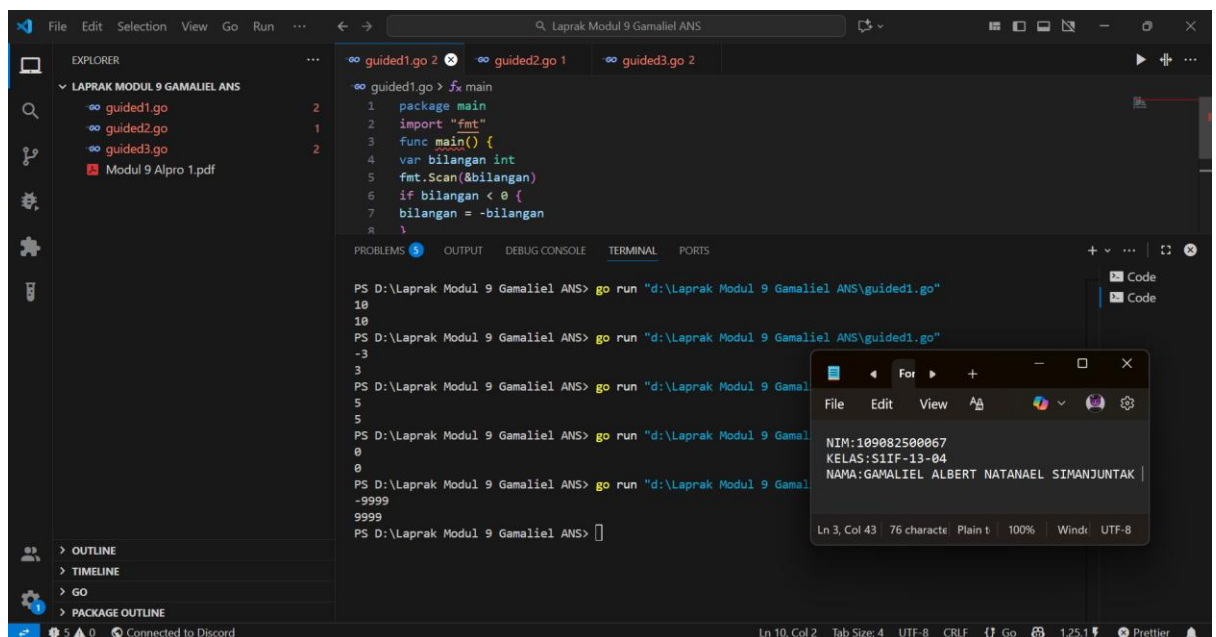 File Edit Selection View Go Run ...
Laprak Modul 9 Gamaliel ANS
EXPLORER
LAPRAK MODUL 9 GAMALIEL ANS
guided1.go 2
guided2.go 1
guided3.go 2
Modul 9 Alpro 1.pdf
OUTLINE
TIMELINE
GO
PACKAGE OUTLINE
guided1.go 2 guided2.go 1 guided3.go 2
guided1.go > main
1 package main
2 import "fmt"
3 func main() {
4 var bilangan int
5 fmt.Scan(&bilangan)
6 if bilangan < 0 {
7 bilangan = -bilangan
8 }
PROBLEMS 5 OUTPUT DEBUG CONSOLE TERMINAL PORTS
Code
Code
PS D:\Laprak Modul 9 Gamaliel ANS> go run "d:\Laprak Modul 9 Gamaliel ANS\guided1.go"
10
10
PS D:\Laprak Modul 9 Gamaliel ANS> go run "d:\Laprak Modul 9 Gamaliel ANS\guided1.go"
-3
3
PS D:\Laprak Modul 9 Gamaliel ANS> go run "d:\Laprak Modul 9 Gamal
5
5
PS D:\Laprak Modul 9 Gamaliel ANS> go run "d:\Laprak Modul 9 Gamal
0
0
PS D:\Laprak Modul 9 Gamaliel ANS> go run "d:\Laprak Modul 9 Gamal
-9999
9999
PS D:\Laprak Modul 9 Gamaliel ANS>
For
File Edit View
NIM:109082500067
KELAS:S1IF-13-04
NAMA:GAMALIEL ALBERT NATANAEL SIMANJUNTAK
Ln 3, Col 43 76 characte Plain t 100% Wind UTF-8
5 0 Connected to Discord Ln 10, Col 2 Tab Size: 4 UTF-8 CRLF Go 1.25.1 Prettier